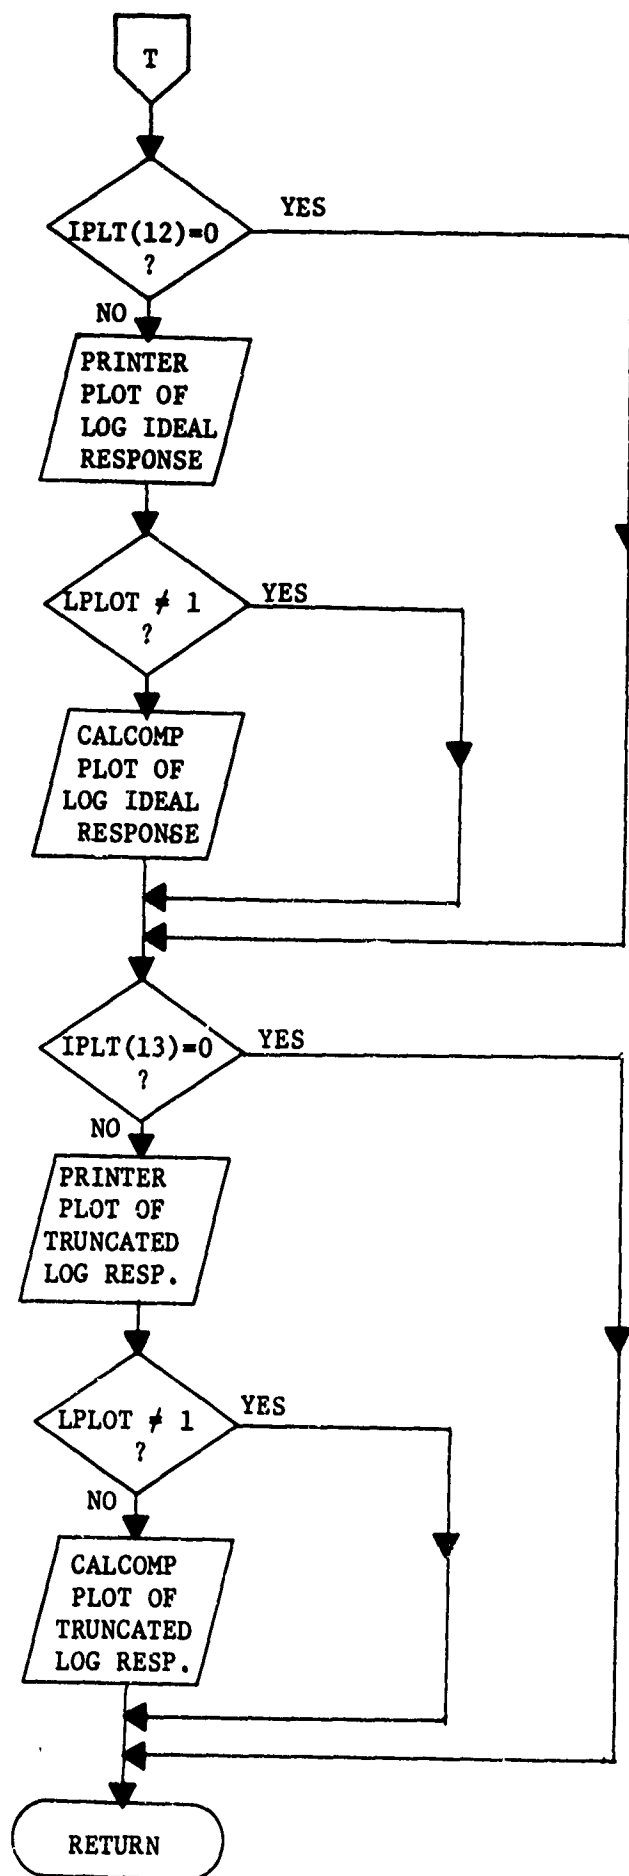 T
IPLT(12)=0
?
YES
NO
PRINTER
PLOT OF
LOG IDEAL
RESPONSE
LPLOT ≠ 1
?
YES
CALCOMP
PLOT OF
LOG IDEAL
RESPONSE
IPLT(13)=0
?
YES
NO
PRINTER
PLOT OF
TRUNCATED
LOG RESP.
LPLOT ≠ 1
?
YES
NO
CALCOMP
PLOT OF
TRUNCATED
LOG RESP.
RETURN